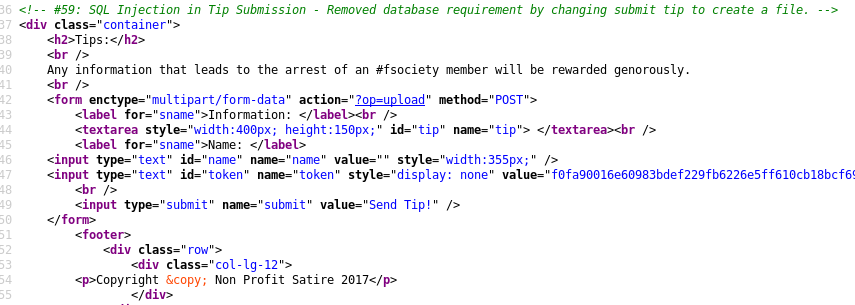 36 <!-- #59: SQL Injection in Tip Submission - Removed database requirement by changing submit tip to create a file. -->
37 <div class="container">
38 <h2>Tips:</h2>
39 <br />
40 Any information that leads to the arrest of an #fsociety member will be rewarded genorously.
41 <br />
42 <form enctype="multipart/form-data" action="?op=upload" method="POST">
43 <label for="sname">Information: </label><br />
44 <textarea style="width:400px; height:150px;" id="tip" name="tip"> </textarea><br />
45 <label for="sname">Name: </label>
46 <input type="text" id="name" name="name" value="" style="width:355px;" />
47 <input type="text" id="token" name="token" style="display: none" value="f0fa90016e60983bdef229fb6226e5ff610cb18bcf69
48 <br />
49 <input type="submit" name="submit" value="Send Tip!" />
50 </form>
51 <footer>
52 <div class="row">
53 <div class="col-lg-12">
54 <p>Copyright &copy; Non Profit Satire 2017</p>
55 </div>